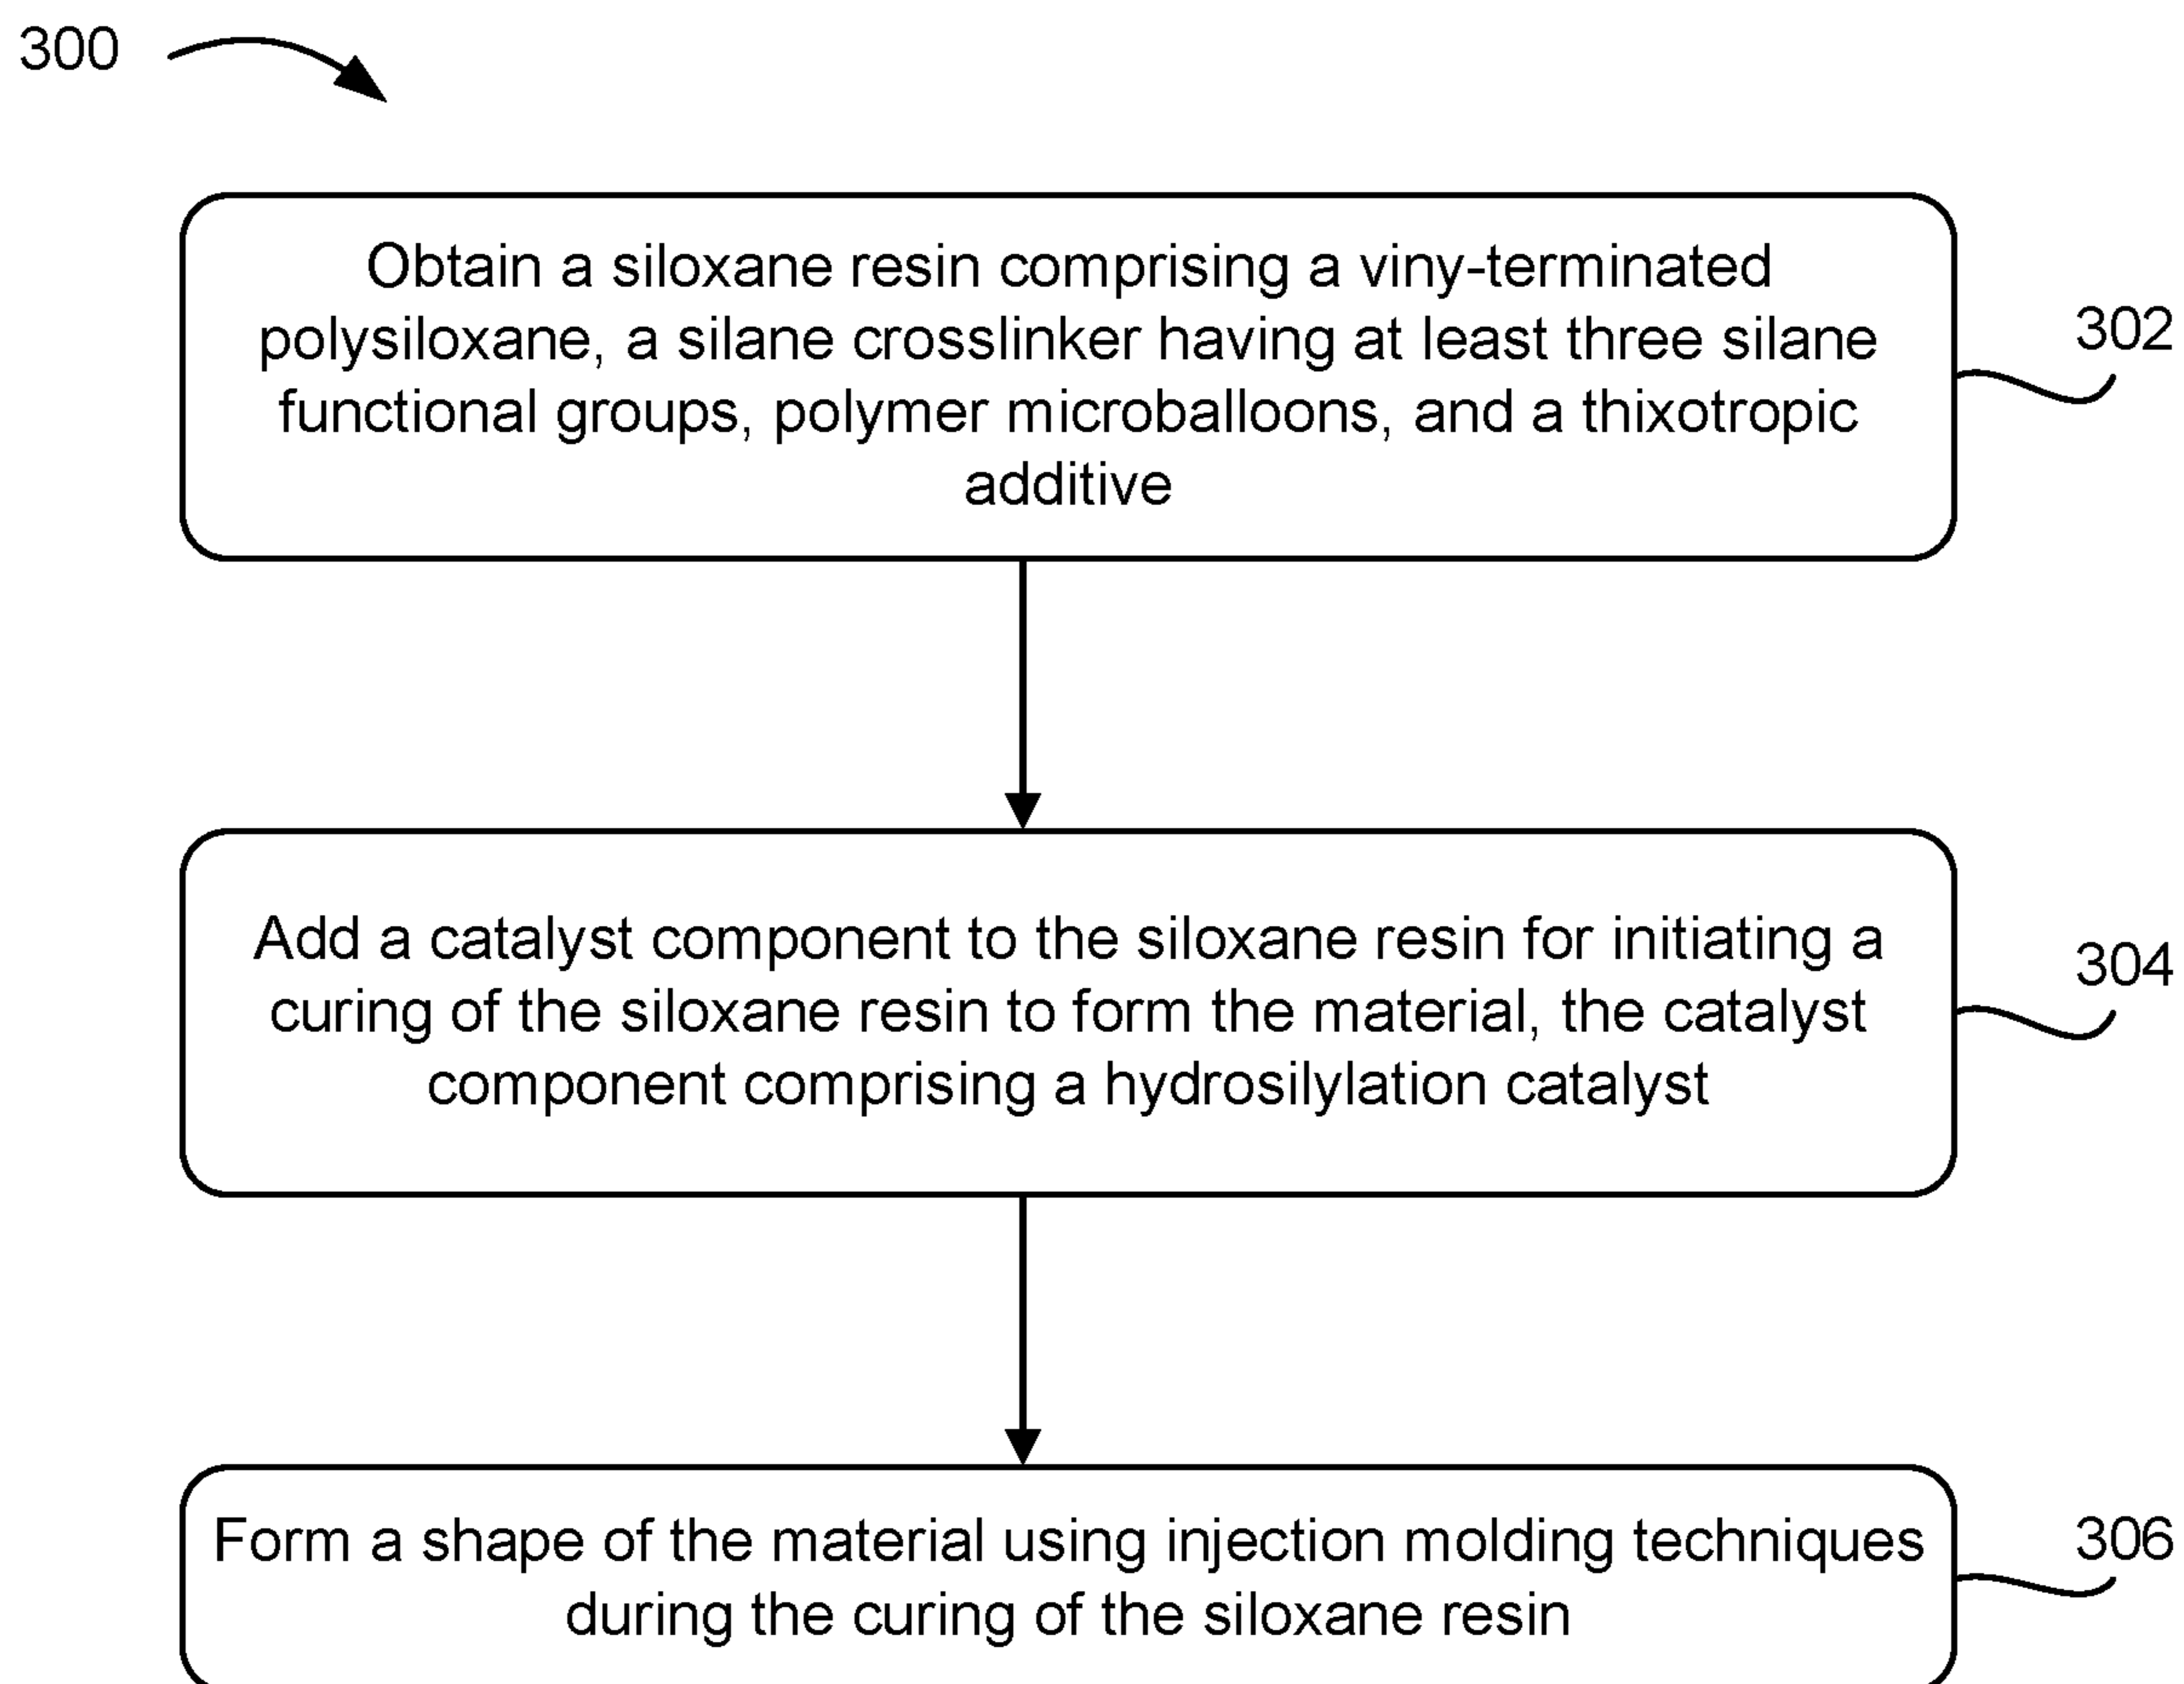 300
Obtain a siloxane resin comprising a viny-terminated
polysiloxane, a silane crosslinker having at least three silane
functional groups, polymer microballoons, and a thixotropic
additive
302
Add a catalyst component to the siloxane resin for initiating a
curing of the siloxane resin to form the material, the catalyst
component comprising a hydrosilylation catalyst
304
Form a shape of the material using injection molding techniques
during the curing of the siloxane resin
306